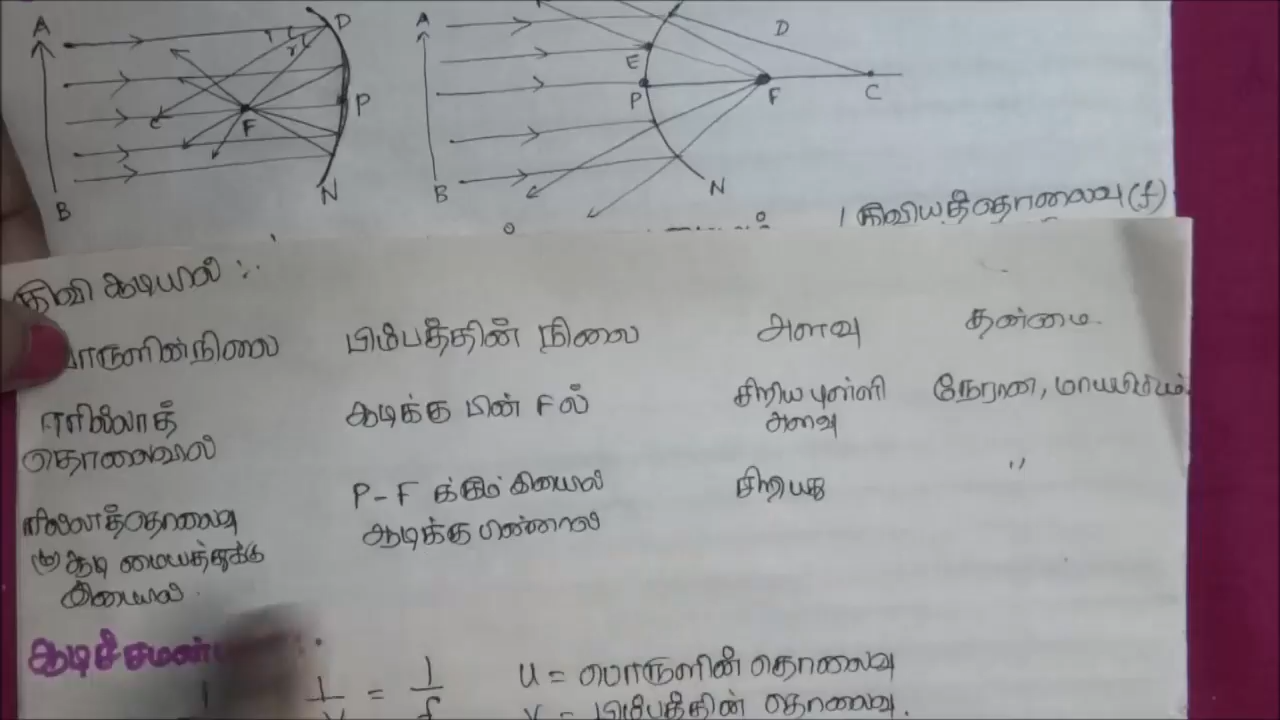 A D A D
r
E
C F P P F C
B N B N
குவியத்தொலைவு (f)
குவி ஆடியில் :-
பொருளின்நிலை பிம்பத்தின் நிலை அளவு தன்மை
ஈரில்லாத் ஆடிக்கு பின் F ல் சிறிய புள்ளி நேரான, மாயபிம்பம்
தொலைவில் அளவு
P - F க்கும் இடையில் சிறியது "
ரில்லாத்தொலைவு ஆடிக்கு பின்னால்
(ம) ஆடி மையத்துக்கு
இடையில்
ஆடிச்சமன்
1 1/v = 1/f u = பொருளின் தொலைவு
v = பிம்பத்தின் தொலைவு.